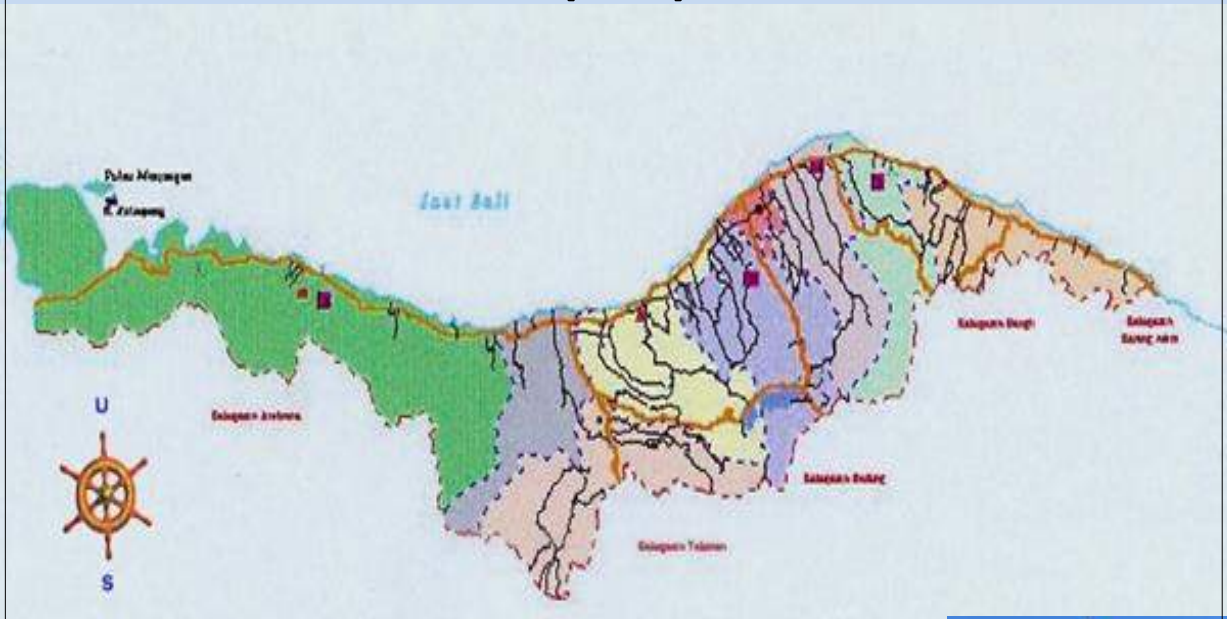 Pulau Menjangan
Laut Bali
Kabupaten Bangli
Kabupaten
Karang Asem
U
Kabupaten Jembrana
Kabupaten Badung
Kabupaten Tabanan
S